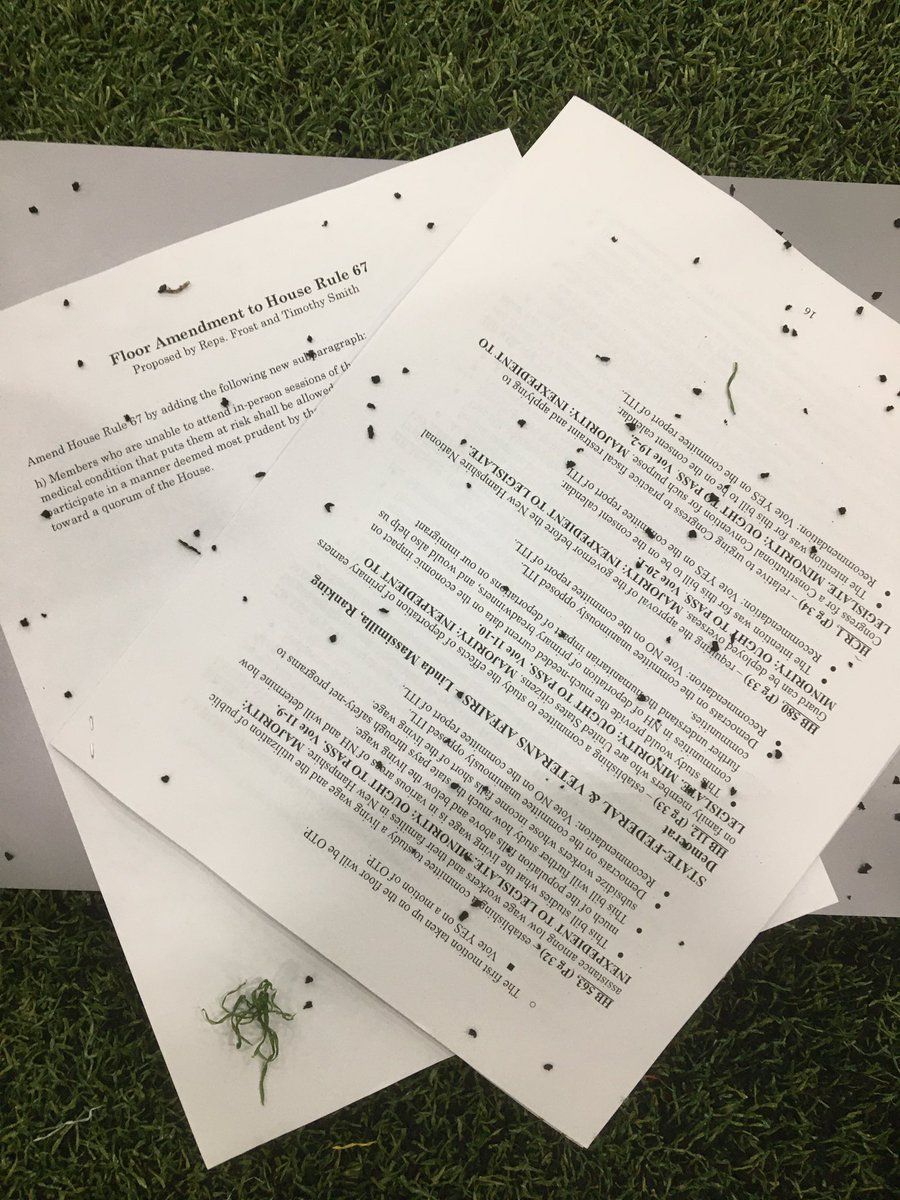 Floor Amendment to House Rule 67
Proposed by Reps. Frost and Timothy Smith
Amend House Rule 67 by adding the following new subparagraph:
h) Members who are unable to attend in-person sessions of th
medical condition that puts them at risk shall be allowed
participate in a manner deemed most prudent by the
toward a quorum of the House.
○ The first motion taken up on the floor will be OTP
▪ Vote YES on a motion of OTP
HB 563, (Pg 32) – establishing a committee to study a living wage and the utilization of public
assistance among low wage workers and their families in New Hampshire. MAJORITY:
INEXPEDIENT TO LEGISLATE, MINORITY: OUGHT TO PASS. Vote 11-9.
• This bill studies what the living wage is in various areas of NH and will determine how
much of the population falls above and below the living wage.
• This bill will further study how much the state pays through safety-net programs to
subsidize workers whose income falls short of the living wage.
• Democrats on the committee unanimously opposed ITL.
Recommendation: Vote NO on the committee report of ITL.
STATE-FEDERAL & VETERANS AFFAIRS - Linda Massimilla, Ranking
Democrat
HB 112 (Pg 33) – establishing a committee to study the effects of deportation of primary earners
on family members who are United States citizens. MAJORITY: INEXPEDIENT TO
LEGISLATE, MINORITY: OUGHT TO PASS. Vote 11-10.
• study would provide the much-needed current data on the economic impact on
communities in NH of deportation of primary breadwinners and would also help us
further understand the humanitarian impact of deportations on our immigrant
communities.
• Democrats on the committee unanimously opposed ITL.
Recommendation: Vote NO on the committee report of ITL.
HB 580, (Pg 33) – requiring the approval of the governor before the New Hampshire National
Guard can be deployed overseas. MAJORITY: INEXPEDIENT TO LEGISLATE.
MINORITY: OUGHT TO PASS. Vote 20-1.
• The intention was for this bill to be on the consent calendar.
Recommendation: Vote YES on the committee report of ITL.
HCR 1, (Pg 34) – relative to urging Congress to practice fiscal restraint and applying to
Congress for a Constitutional Convention for such purpose. MAJORITY: INEXPEDIENT TO
LEGISLATE, MINORITY: OUGHT TO PASS. Vote 19-2.
• The intention was for this bill to be on the consent calendar.
Recommendation: Vote YES on the committee report of ITL.
16